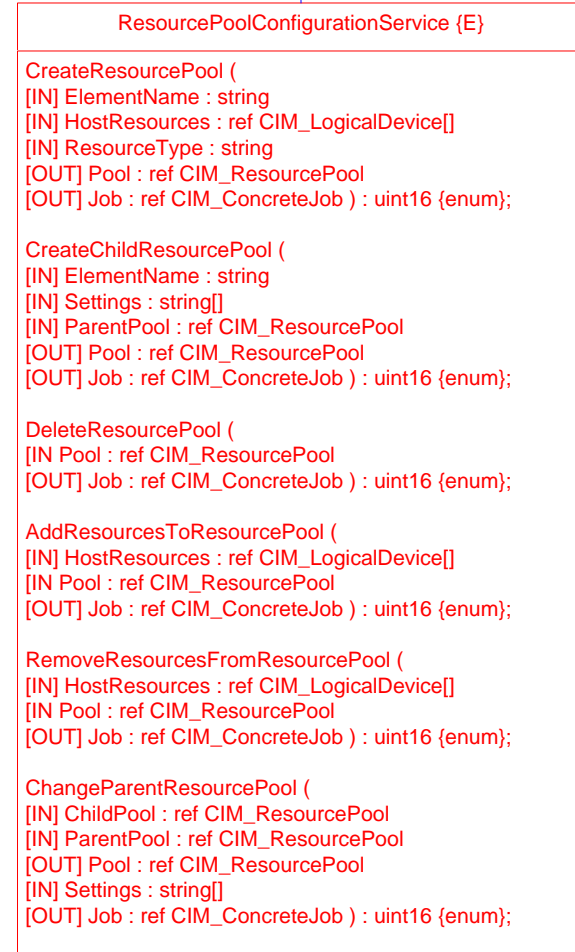 ResourcePoolConfigurationService {E}
CreateResourcePool (
[IN] ElementName : string
[IN] HostResources : ref CIM_LogicalDevice[]
[IN] ResourceType : string
[OUT] Pool : ref CIM_ResourcePool
[OUT] Job : ref CIM_ConcreteJob ) : uint16 {enum};
CreateChildResourcePool (
[IN] ElementName : string
[IN] Settings : string[]
[IN] ParentPool : ref CIM_ResourcePool
[OUT] Pool : ref CIM_ResourcePool
[OUT] Job : ref CIM_ConcreteJob ) : uint16 {enum};
DeleteResourcePool (
[IN Pool : ref CIM_ResourcePool
[OUT] Job : ref CIM_ConcreteJob ) : uint16 {enum};
AddResourcesToResourcePool (
[IN] HostResources : ref CIM_LogicalDevice[]
[IN Pool : ref CIM_ResourcePool
[OUT] Job : ref CIM_ConcreteJob ) : uint16 {enum};
RemoveResourcesFromResourcePool (
[IN] HostResources : ref CIM_LogicalDevice[]
[IN Pool : ref CIM_ResourcePool
[OUT] Job : ref CIM_ConcreteJob ) : uint16 {enum};
ChangeParentResourcePool (
[IN] ChildPool : ref CIM_ResourcePool
[IN] ParentPool : ref CIM_ResourcePool
[OUT] Pool : ref CIM_ResourcePool
[IN] Settings : string[]
[OUT] Job : ref CIM_ConcreteJob ) : uint16 {enum};